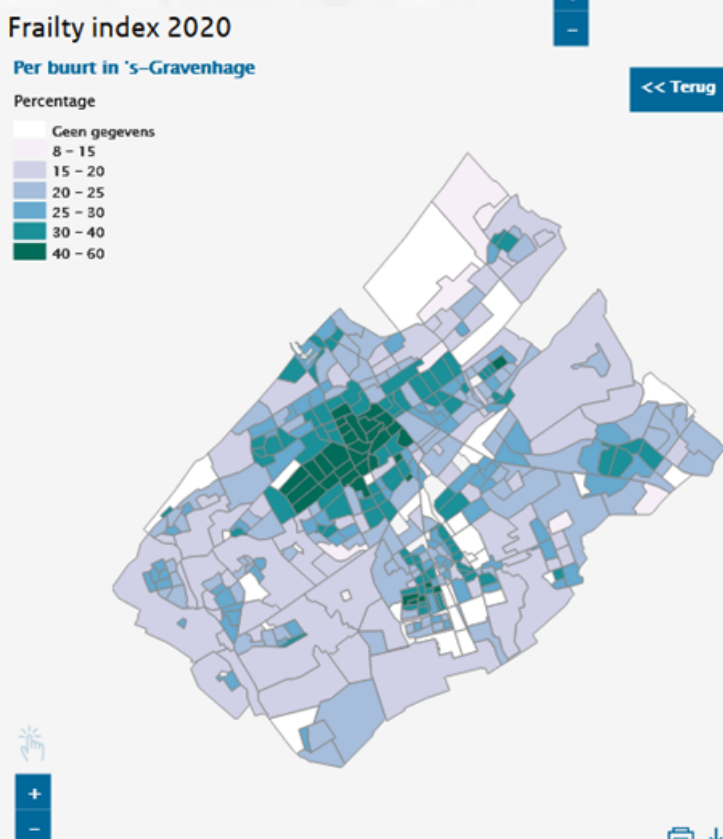 Frailty index 2020
–
Per buurt in 's-Gravenhage
<< Terug
Percentage
Geen gegevens
8 – 15
15 – 20
20 – 25
25 – 30
30 – 40
40 – 60
+
–